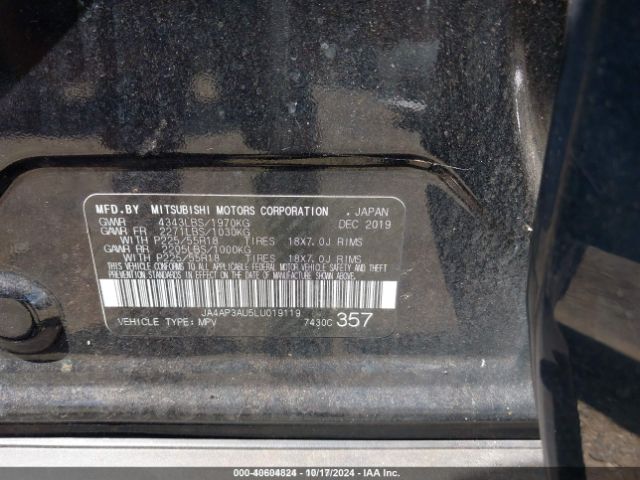 MFD.BY MITSUBISHI MOTORS CORPORATION , JAPAN
GVWR 4343LBS/1970KG DEC 2019
GAWR FR 2271LBS/1030KG
WITH P225/55R18 TIRES 18X7.0J RIMS
GAWR RR 2205LBS/1000KG
WITH P225/55R18 TIRES 18X7.0J RIMS
THIS VEHICLE CONFORMS TO ALL APPLICABLE FEDERAL MOTOR VEHICLE SAFETY AND THEFT
PREVENTION STANDARDS IN EFFECT ON THE DATE OF MANUFACTURE SHOWN ABOVE.
JA4AP3AU5LU019119
VEHICLE TYPE: MPV 7430C 357
000-40604824 - 10/17/2024 - IAA Inc.